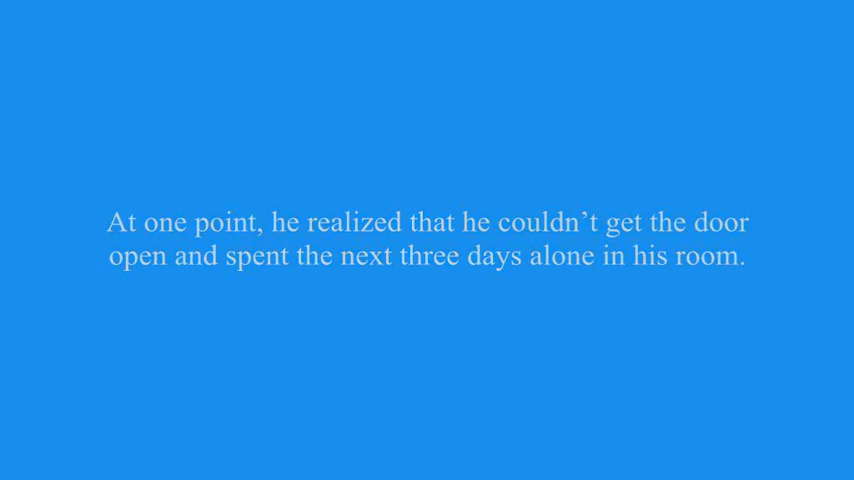 At one point, he realized that he couldn’t get the door
open and spent the next three days alone in his room.